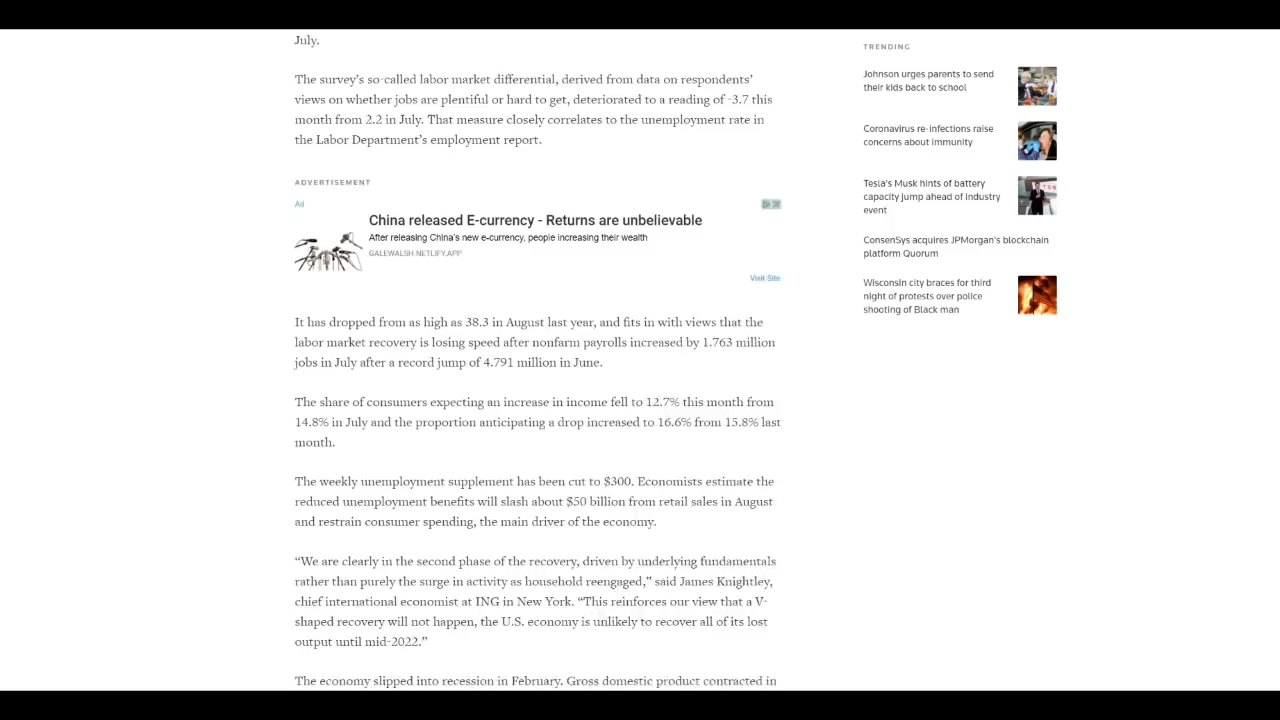 July.
The survey's so-called labor market differential, derived from data on respondents'
views on whether jobs are plentiful or hard to get, deteriorated to a reading of -3.7 this
month from 2.2 in July. That measure closely correlates to the unemployment rate in
the Labor Department's employment report.
ADVERTISEMENT
Ad
China released E-currency - Returns are unbelievable
After releasing China's new e-currency, people increasing their wealth
GALEWALSH.NETLIFY.APP
Visit Site
It has dropped from as high as 38.3 in August last year, and fits in with views that the
labor market recovery is losing speed after nonfarm payrolls increased by 1.763 million
jobs in July after a record jump of 4.791 million in June.
The share of consumers expecting an increase in income fell to 12.7% this month from
14.8% in July and the proportion anticipating a drop increased to 16.6% from 15.8% last
month.
The weekly unemployment supplement has been cut to $300. Economists estimate the
reduced unemployment benefits will slash about $50 billion from retail sales in August
and restrain consumer spending, the main driver of the economy.
“We are clearly in the second phase of the recovery, driven by underlying fundamentals
rather than purely the surge in activity as household reengaged,” said James Knightley,
chief international economist at ING in New York. “This reinforces our view that a V-
shaped recovery will not happen, the U.S. economy is unlikely to recover all of its lost
output until mid-2022.”
The economy slipped into recession in February. Gross domestic product contracted in
TRENDING
Johnson urges parents to send
their kids back to school
Coronavirus re-infections raise
concerns about immunity
Tesla's Musk hints of battery
capacity jump ahead of industry
event
ConsenSys acquires JPMorgan's blockchain
platform Quorum
Wisconsin city braces for third
night of protests over police
shooting of Black man